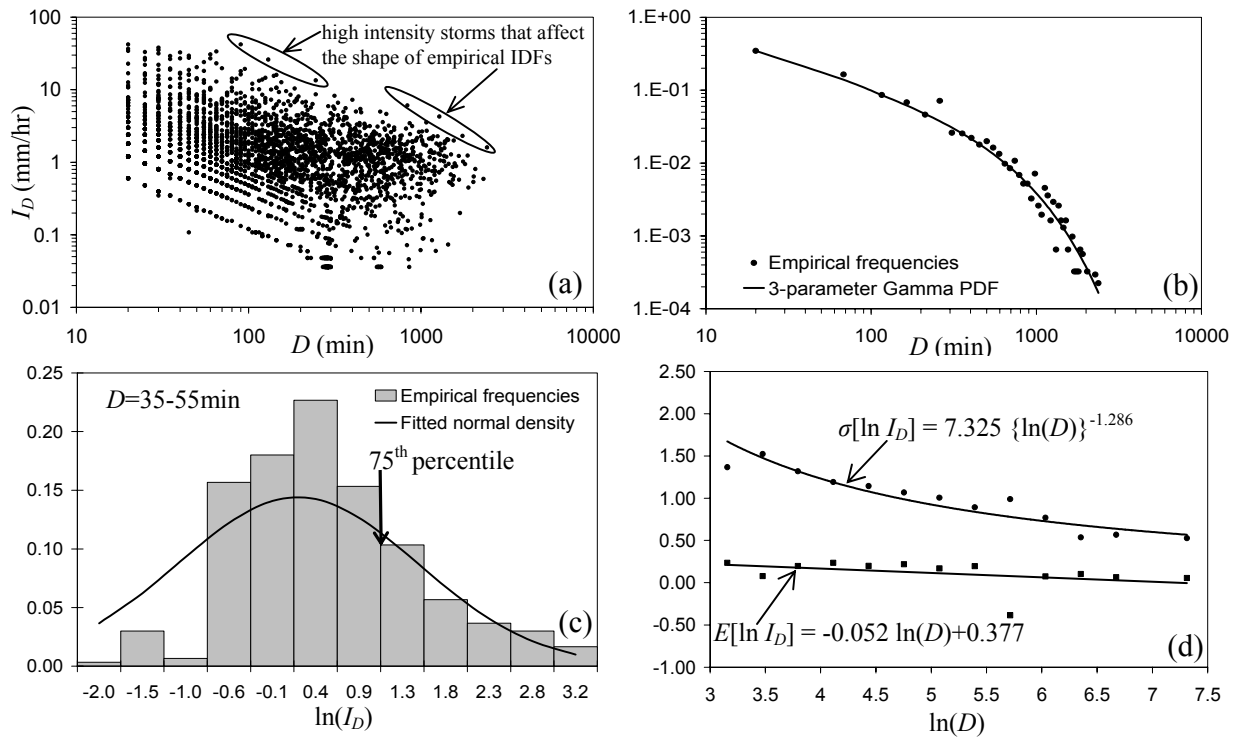 100
10
1
0.1
0.01
I_D (mm/hr)
high intensity storms that affect
the shape of empirical IDFs
(a)
10 100 1000 10000
D (min)
1.E+00
1.E-01
1.E-02
1.E-03
1.E-04
Empirical frequencies
3-parameter Gamma PDF
(b)
10 100 1000 10000
D (min)
0.25
0.20
0.15
0.10
0.05
0.00
D=35-55min
Empirical frequencies
Fitted normal density
75th percentile
(c)
-2.0 -1.5 -1.0 -0.6 -0.1 0.4 0.9 1.3 1.8 2.3 2.8 3.2
ln(I_D)
2.50
2.00
1.50
1.00
0.50
0.00
-0.50
-1.00
σ[ln I_D] = 7.325 {ln(D)}^-1.286
E[ln I_D] = -0.052 ln(D)+0.377
(d)
3 3.5 4 4.5 5 5.5 6 6.5 7 7.5
ln(D)